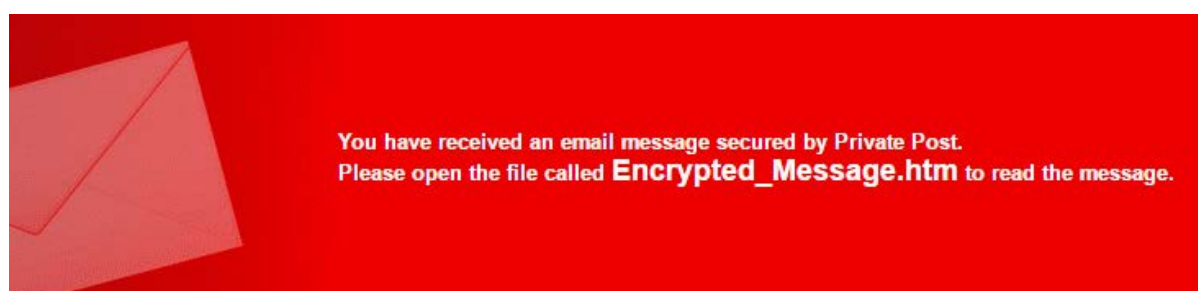 You have received an email message secured by Private Post.
Please open the file called Encrypted_Message.htm to read the message.